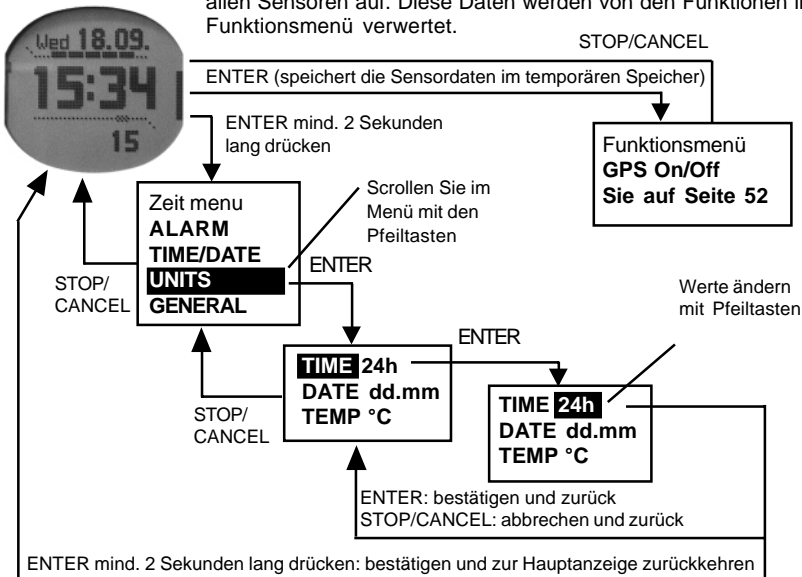 allen Sensoren auf. Diese Daten werden von den Funktionen i
Funktionsmenü verwertet.
STOP/CANCEL
Wed 18.09.
15:34
15
ENTER (speichert die Sensordaten im temporären Speicher)
ENTER mind. 2 Sekunden
lang drücken
Funktionsmenü
GPS On/Off
Sie auf Seite 52
Zeit menu
ALARM
TIME/DATE
UNITS
GENERAL
Scrollen Sie im
Menü mit den
Pfeiltasten
STOP/
CANCEL
ENTER
Werte ändern
mit Pfeiltasten
ENTER
TIME 24h
DATE dd.mm
TEMP °C
STOP/
CANCEL
TIME 24h
DATE dd.mm
TEMP °C
ENTER: bestätigen und zurück
STOP/CANCEL: abbrechen und zurück
ENTER mind. 2 Sekunden lang drücken: bestätigen und zur Hauptanzeige zurückkehren